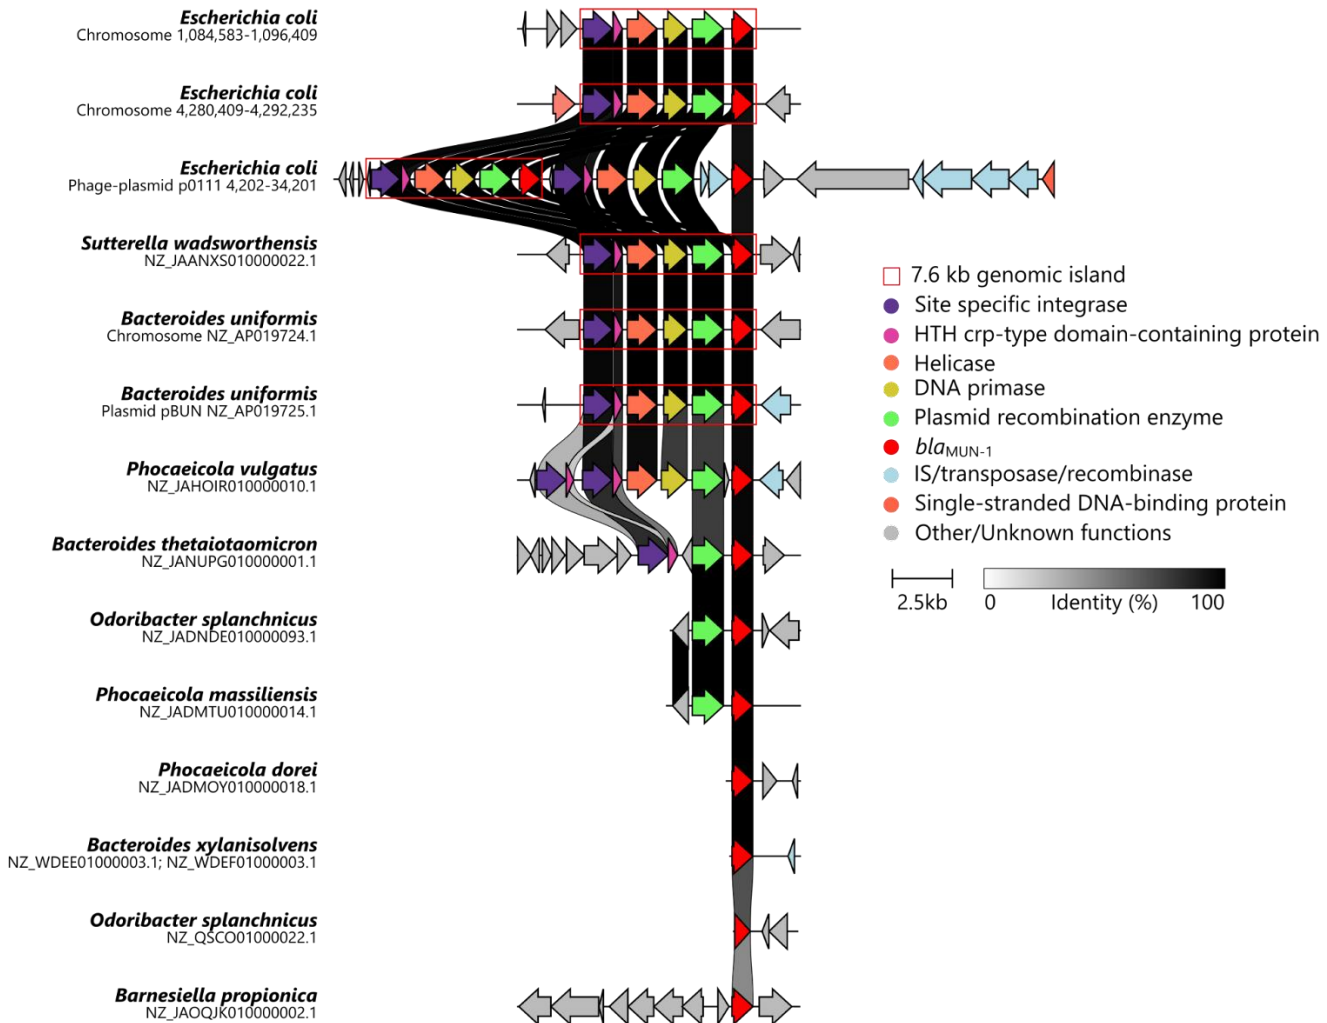 Escherichia coli
Chromosome 1,084,583-1,096,409
Escherichia coli
Chromosome 4,280,409-4,292,235
Escherichia coli
Phage-plasmid p0111 4,202-34,201
Sutterella wadsworthensis
NZ_JAANXS010000022.1
Bacteroides uniformis
Chromosome NZ_AP019724.1
Bacteroides uniformis
Plasmid pBUN NZ_AP019725.1
Phocaeicola vulgatus
NZ_JAHOIR010000010.1
Bacteroides thetaiotaomicron
NZ_JANUPG010000001.1
Odoribacter splanchnicus
NZ_JADNDE010000093.1
Phocaeicola massiliensis
NZ_JADMTU010000014.1
Phocaeicola dorei
NZ_JADMOY010000018.1
Bacteroides xylanisolvens
NZ_WDEE01000003.1; NZ_WDEF01000003.1
Odoribacter splanchnicus
NZ_QSCO01000022.1
Barnesiella propionica
NZ_JAOQJK010000002.1
7.6 kb genomic island
Site specific integrase
HTH crp-type domain-containing protein
Helicase
DNA primase
Plasmid recombination enzyme
blaMUN-1
IS/transposase/recombinase
Single-stranded DNA-binding protein
Other/Unknown functions
2.5kb
0 Identity (%) 100